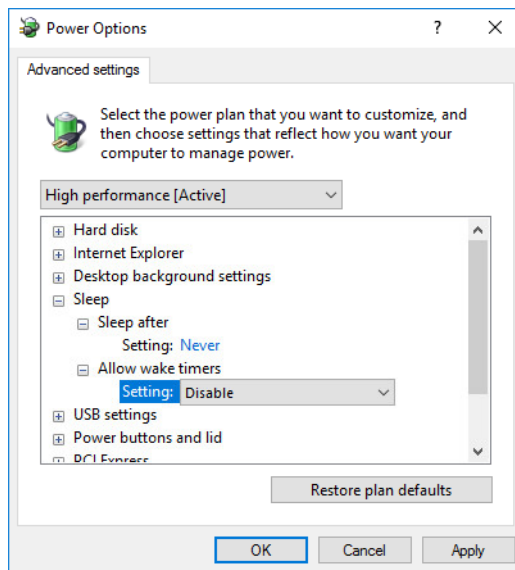 Power Options
?
Advanced settings
Select the power plan that you want to customize, and
then choose settings that reflect how you want your
computer to manage power.
High performance [Active]
Hard disk
Internet Explorer
Desktop background settings
Sleep
Sleep after
Setting: Never
Allow wake timers
Setting: Disable
USB settings
Power buttons and lid
PCI Express
Restore plan defaults
OK Cancel Apply